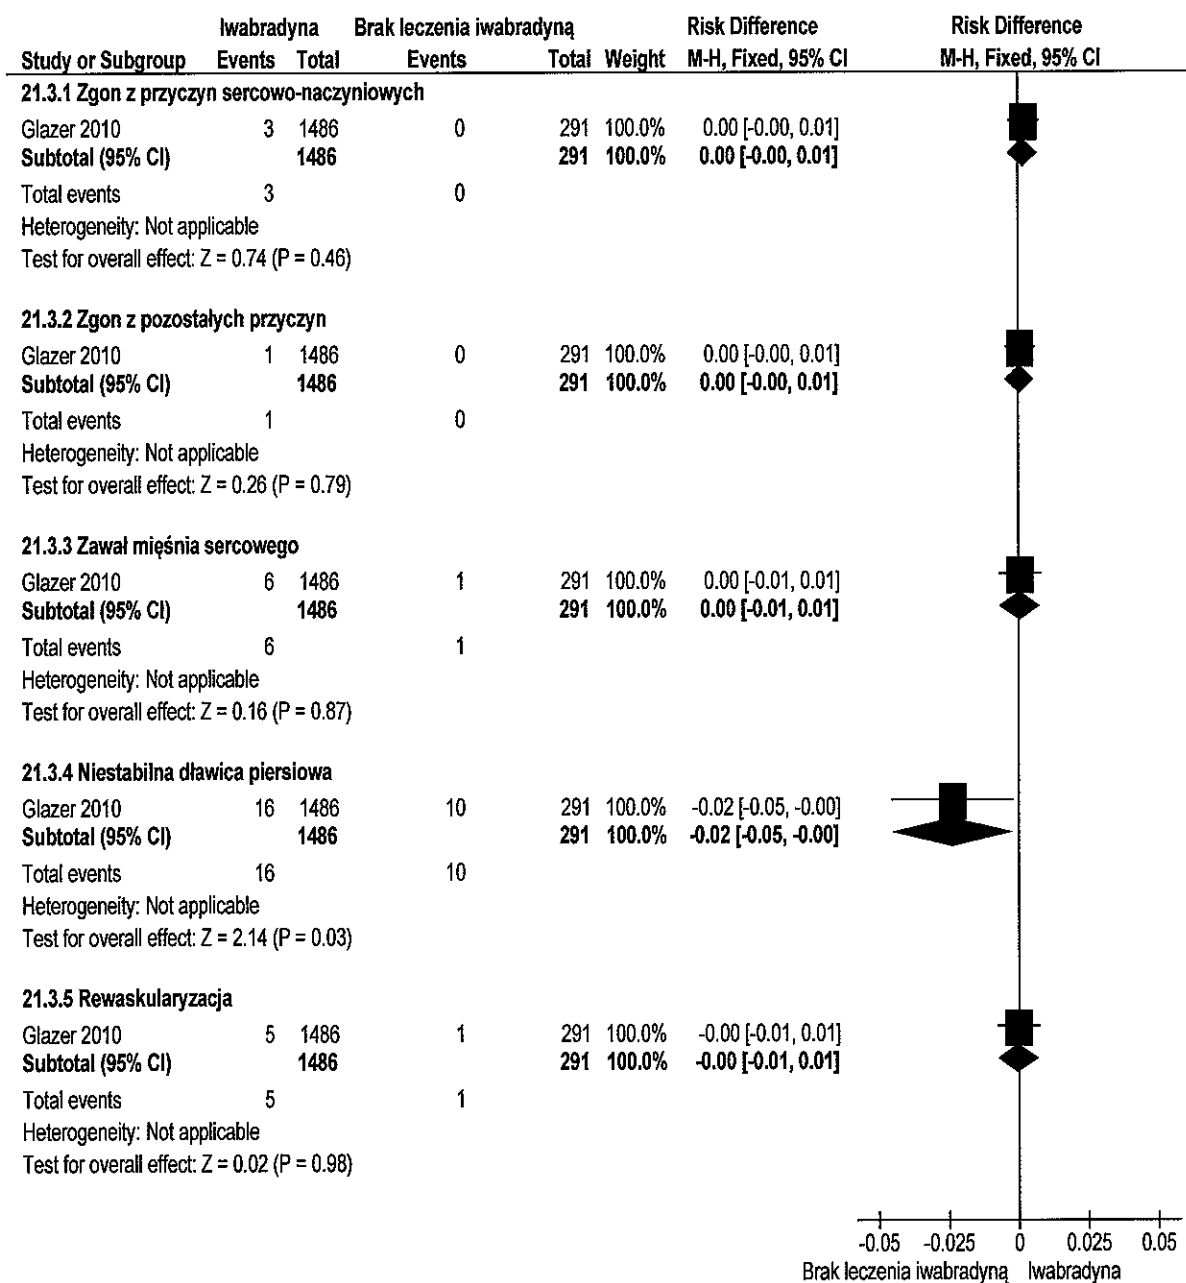 Iwabradyna Brak leczenia iwabradyną Risk Difference Risk Difference
Study or Subgroup Events Total Events Total Weight M-H, Fixed, 95% CI M-H, Fixed, 95% CI
21.3.1 Zgon z przyczyn sercowo-naczyniowych
Glazer 2010 3 1486 0 291 100.0% 0.00 [-0.00, 0.01]
Subtotal (95% CI) 1486 291 100.0% 0.00 [-0.00, 0.01]
Total events 3 0
Heterogeneity: Not applicable
Test for overall effect: Z = 0.74 (P = 0.46)
21.3.2 Zgon z pozostałych przyczyn
Glazer 2010 1 1486 0 291 100.0% 0.00 [-0.00, 0.01]
Subtotal (95% CI) 1486 291 100.0% 0.00 [-0.00, 0.01]
Total events 1 0
Heterogeneity: Not applicable
Test for overall effect: Z = 0.26 (P = 0.79)
21.3.3 Zawał mięśnia sercowego
Glazer 2010 6 1486 1 291 100.0% 0.00 [-0.01, 0.01]
Subtotal (95% CI) 1486 291 100.0% 0.00 [-0.01, 0.01]
Total events 6 1
Heterogeneity: Not applicable
Test for overall effect: Z = 0.16 (P = 0.87)
21.3.4 Niestabilna dławica piersiowa
Glazer 2010 16 1486 10 291 100.0% -0.02 [-0.05, -0.00]
Subtotal (95% CI) 1486 291 100.0% -0.02 [-0.05, -0.00]
Total events 16 10
Heterogeneity: Not applicable
Test for overall effect: Z = 2.14 (P = 0.03)
21.3.5 Rewaskularyzacja
Glazer 2010 5 1486 1 291 100.0% -0.00 [-0.01, 0.01]
Subtotal (95% CI) 1486 291 100.0% -0.00 [-0.01, 0.01]
Total events 5 1
Heterogeneity: Not applicable
Test for overall effect: Z = 0.02 (P = 0.98)
-0.05 -0.025 0 0.025 0.05
Brak leczenia iwabradyną Iwabradyna